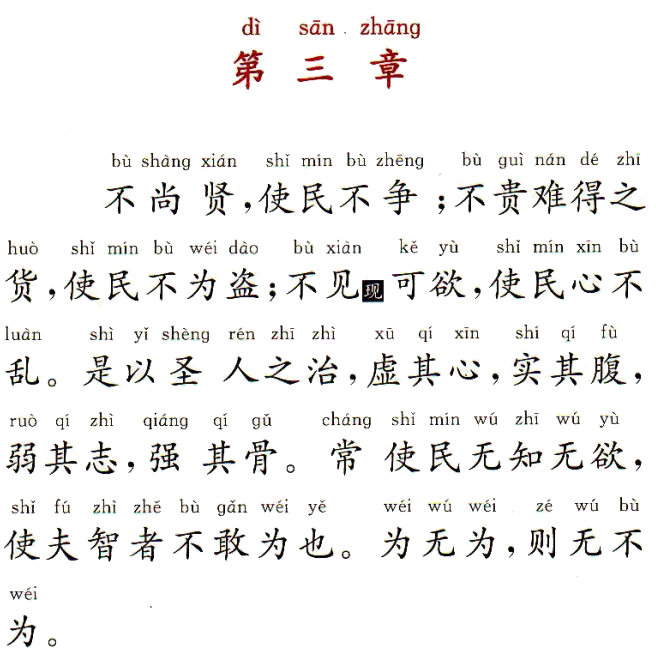 dì sān zhāng
第三章
bù shàng xián shǐ mín bù zhēng bù guì nán dé zhī
不尚贤，使民不争；不贵难得之
huò shǐ mín bù wéi dào bù xiàn kě yù shǐ mín xīn bù
货，使民不为盗；不见现可欲，使民心不
luàn shì yǐ shèng rén zhī zhì xū qí xīn shí qí fù
乱。是以圣人之治，虚其心，实其腹，
ruò qí zhì qiáng qí gǔ cháng shǐ mín wú zhī wú yù
弱其志，强其骨。常使民无知无欲，
shǐ fú zhì zhě bù gǎn wéi yě wéi wú wéi zé wú bù
使夫智者不敢为也。为无为，则无不
wéi
为。